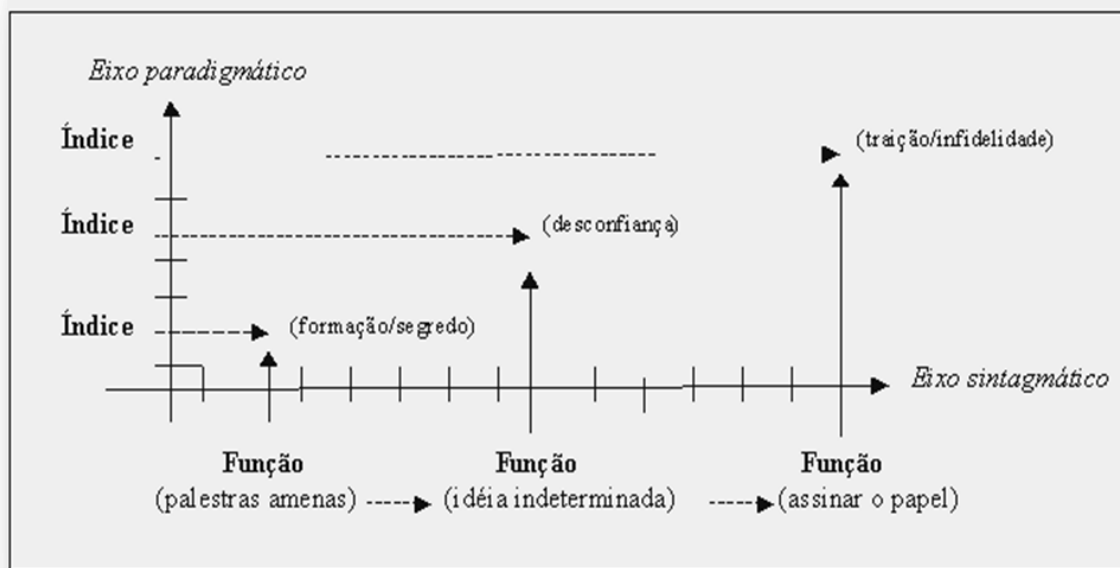 Eixo paradigmático
Índice
(traição/infidelidade)
Índice
(desconfiança)
Índice
(formação/segredo)
Eixo sintagmático
Função Função Função
(palestras amenas) (idéia indeterminada) (assinar o papel)